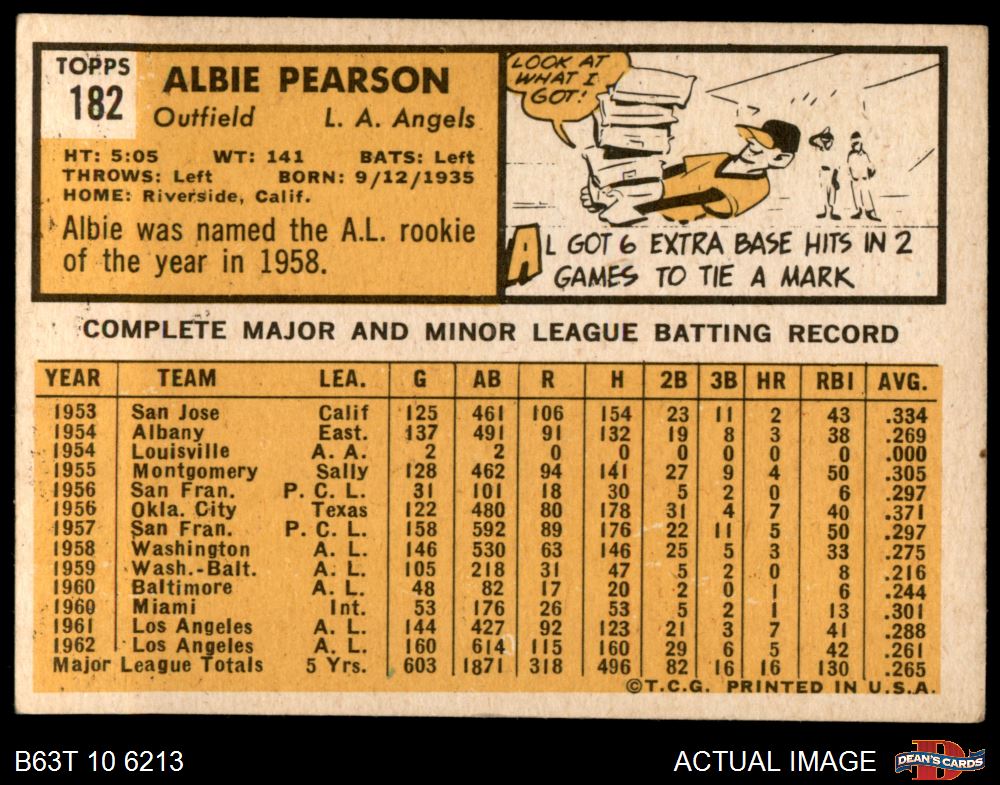 TOPPS
182
ALBIE PEARSON
Outfield L. A. Angels
HT: 5:05 WT: 141 BATS: Left
THROWS: Left BORN: 9/12/1935
HOME: Riverside, Calif.
Albie was named the A.L. rookie
of the year in 1958.
LOOK AT
WHAT I
GOT!
AL GOT 6 EXTRA BASE HITS IN 2
GAMES TO TIE A MARK
COMPLETE MAJOR AND MINOR LEAGUE BATTING RECORD
YEAR TEAM LEA. G AB R H 2B 3B HR RBI AVG.
1953 San Jose Calif 125 461 106 154 23 11 2 43 .334
1954 Albany East. 137 491 91 132 19 8 3 38 .269
1954 Louisville A. A. 2 2 0 0 0 0 0 0 .000
1955 Montgomery Sally 128 462 94 141 27 9 4 50 .305
1956 San Fran. P. C. L. 31 101 18 30 5 2 0 6 .297
1956 Okla. City Texas 122 480 80 178 31 4 7 40 .371
1957 San Fran. P. C. L. 158 592 89 176 22 11 5 50 .297
1958 Washington A. L. 146 530 63 146 25 5 3 33 .275
1959 Wash.-Balt. A. L. 105 218 31 47 5 2 0 8 .216
1960 Baltimore A. L. 48 82 17 20 2 0 1 6 .244
1960 Miami Int. 53 176 26 53 5 2 1 13 .301
1961 Los Angeles A. L. 144 427 92 123 21 3 7 41 .288
1962 Los Angeles A. L. 160 614 115 160 29 6 5 42 .261
Major League Totals 5 Yrs. 603 1871 318 496 82 16 16 130 .265
©T.C.G. PRINTED IN U.S.A.
B63T 10 6213 ACTUAL IMAGE
D
DEAN'S CARDS